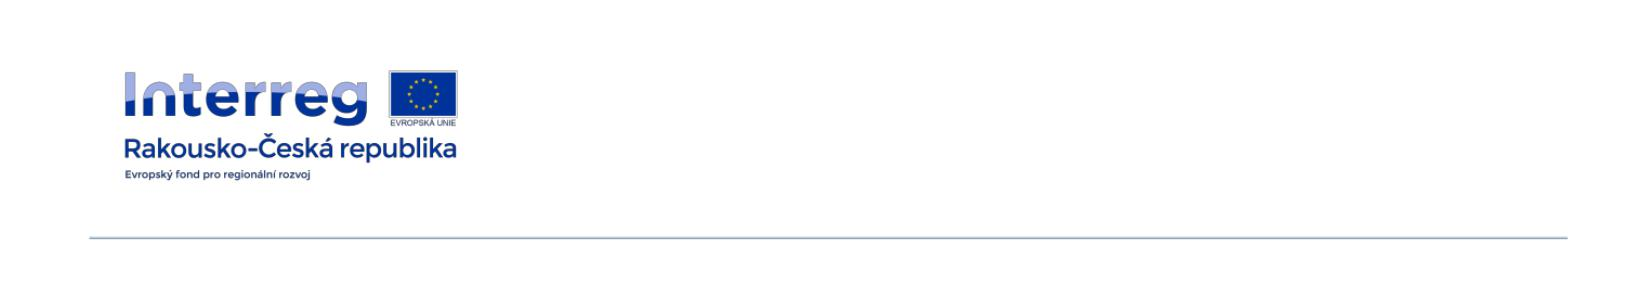 Interreg
EVROPSKÁ UNIE
Rakousko-Česká republika
Evropský fond pro regionální rozvoj